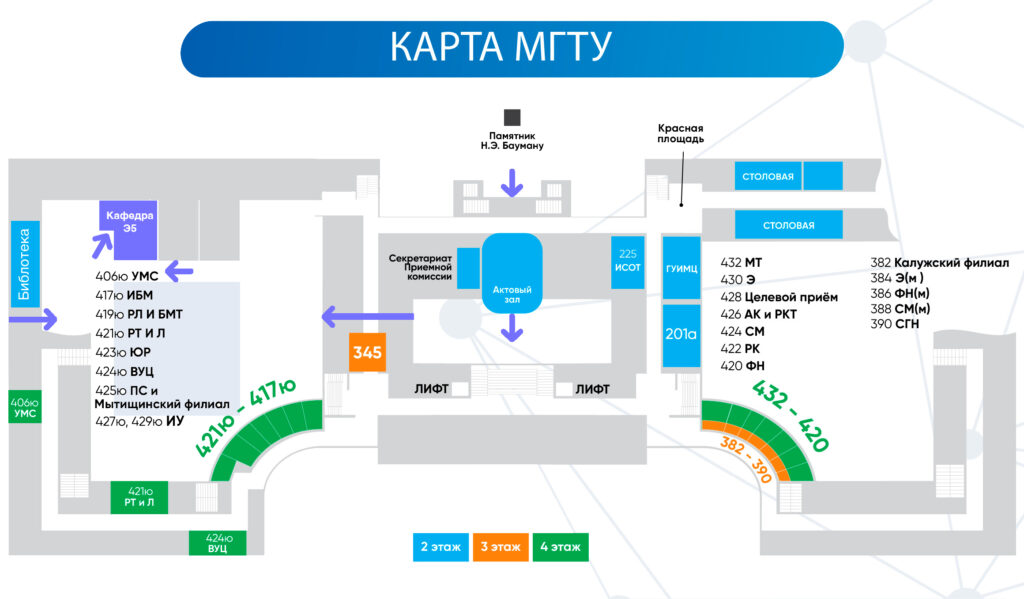 КАРТА МГТУ
Памятник
Н.Э. Бауману
Красная
площадь
СТОЛОВАЯ
СТОЛОВАЯ
Кафедра
Э5
Библиотека
Секретариат
Приемной
комиссии
Актовый
зал
225
ИСОТ
ГУИМЦ
201а
345
ЛИФТ
ЛИФТ
406ю УМС
417ю ИБМ
419ю РЛ И БМТ
421ю РТ И Л
423ю ЮР
424ю ВУЦ
425ю ПС и
Мытищинский филиал
427ю, 429ю ИУ
432 МТ
430 Э
428 Целевой приём
426 АК и РКТ
424 СМ
422 РК
420 ФН
382 Калужский филиал
384 Э(м )
386 ФН(м)
388 СМ(м)
390 СГН
406ю
УМС
421ю - 417ю
432 - 420
382 - 390
421ю
РТ и Л
424ю
ВУЦ
2 этаж
3 этаж
4 этаж